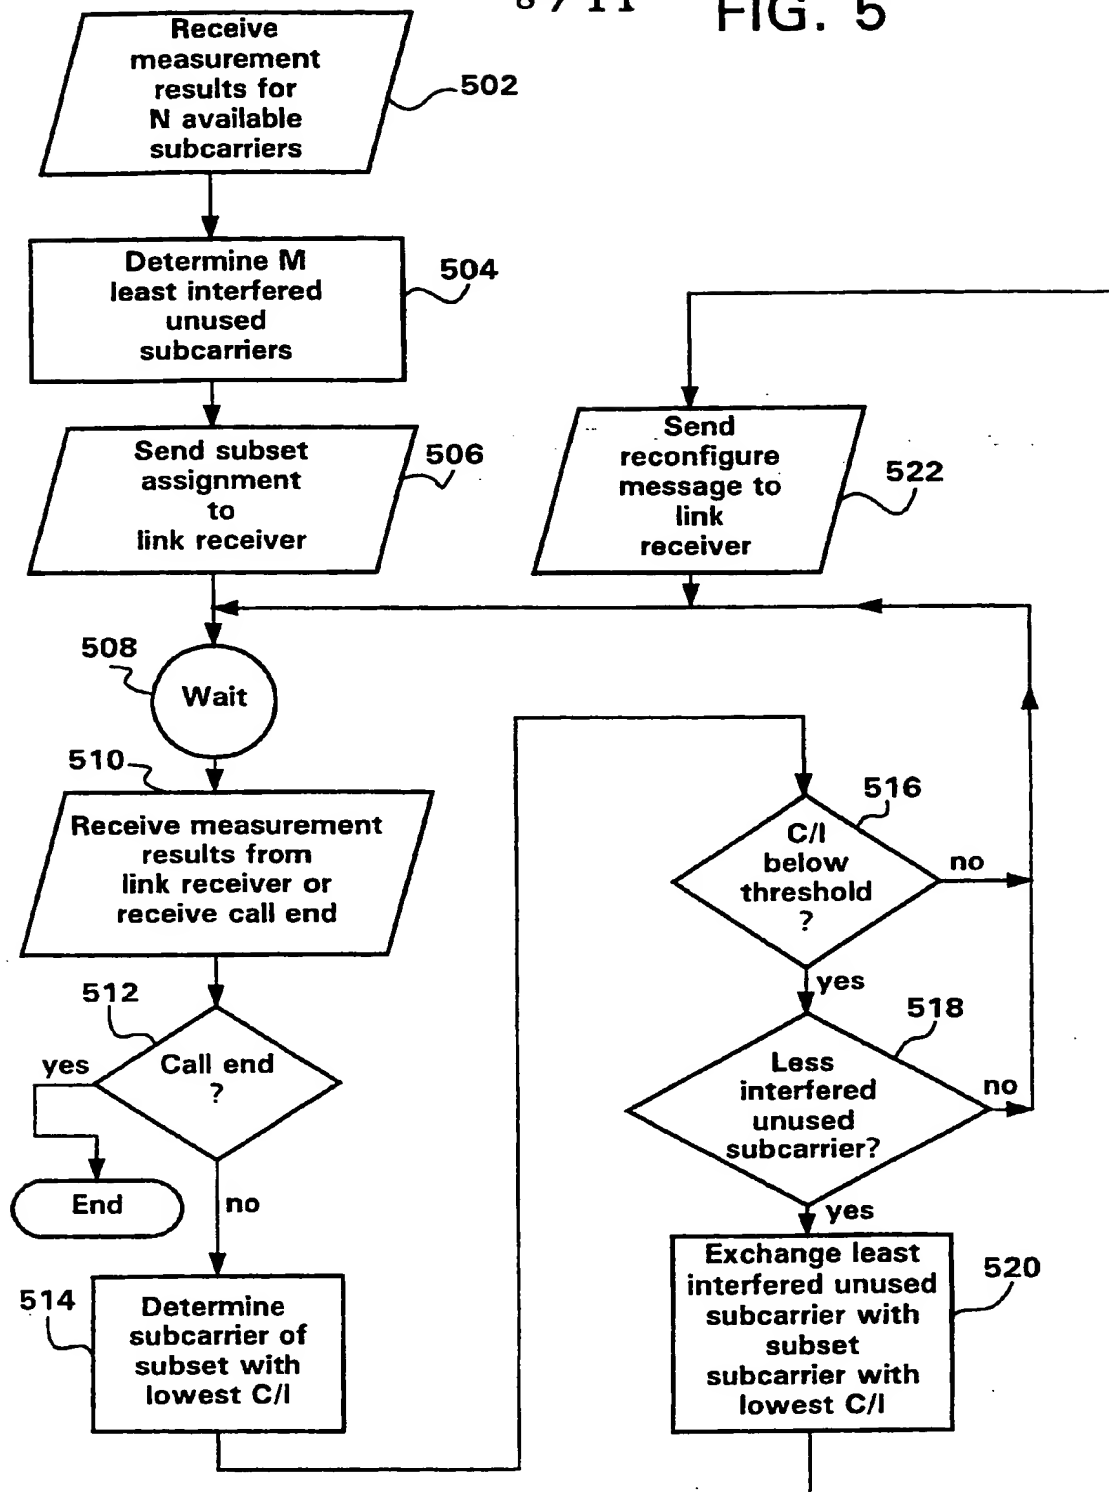 8 / 11
FIG. 5
Receive
measurement
results for
N available
subcarriers
502
Determine M
least interfered
unused
subcarriers
504
Send subset
assignment
to
link receiver
506
Send
reconfigure
message to
link
receiver
522
508
Wait
510
Receive measurement
results from
link receiver or
receive call end
512
Call end
?
yes
End
no
514
Determine
subcarrier of
subset with
lowest C/I
516
C/I
below
threshold
?
no
yes
518
Less
interfered
unused
subcarrier?
no
yes
Exchange least
interfered unused
subcarrier with
subset
subcarrier with
lowest C/I
520